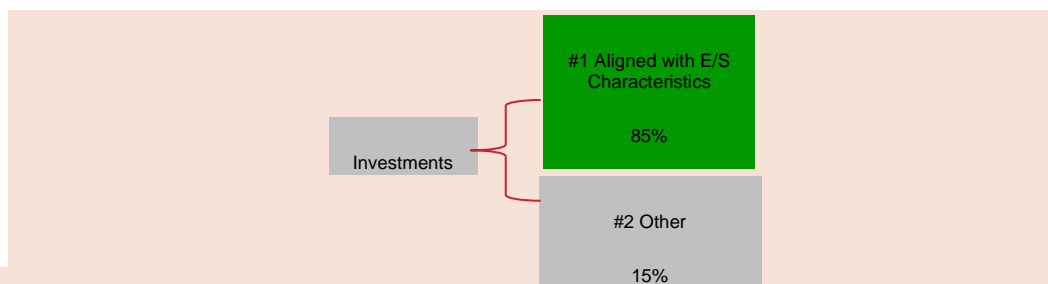 #1 Aligned with E/S
Characteristics
85%
Investments
#2 Other
15%